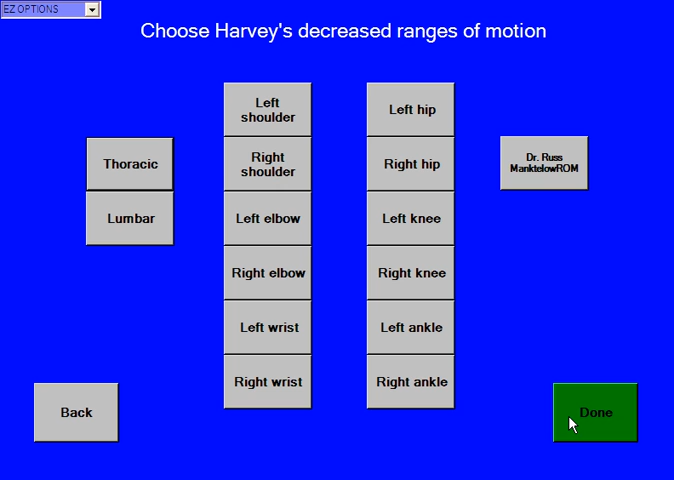 EZ OPTIONS
Choose Harvey's decreased ranges of motion
Left
shoulder
Left hip
Thoracic
Right
shoulder
Right hip
Dr. Russ
ManktelowROM
Lumbar
Left elbow
Left knee
Right elbow
Right knee
Left wrist
Left ankle
Right wrist
Right ankle
Back
Done